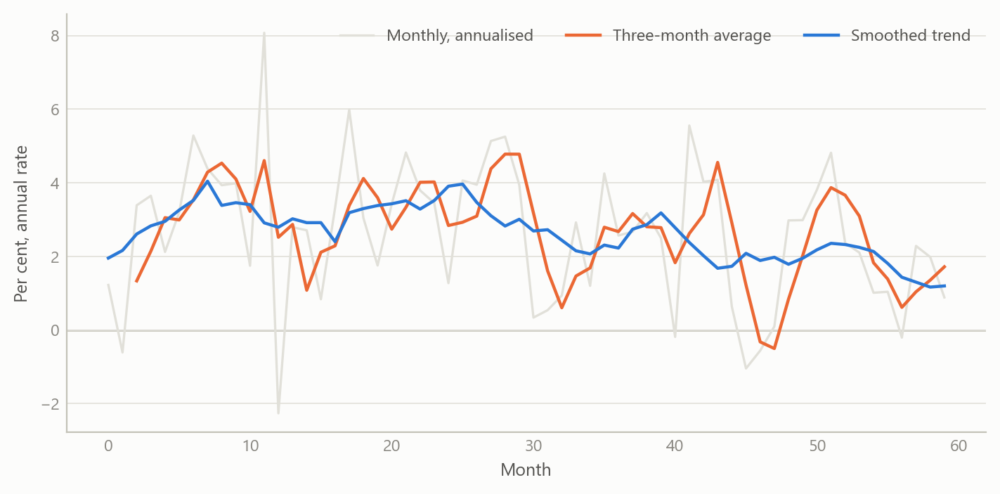 Monthly, annualised Three-month average Smoothed trend
Per cent, annual rate
8
6
4
2
0
−2
0 10 20 30 40 50 60
Month